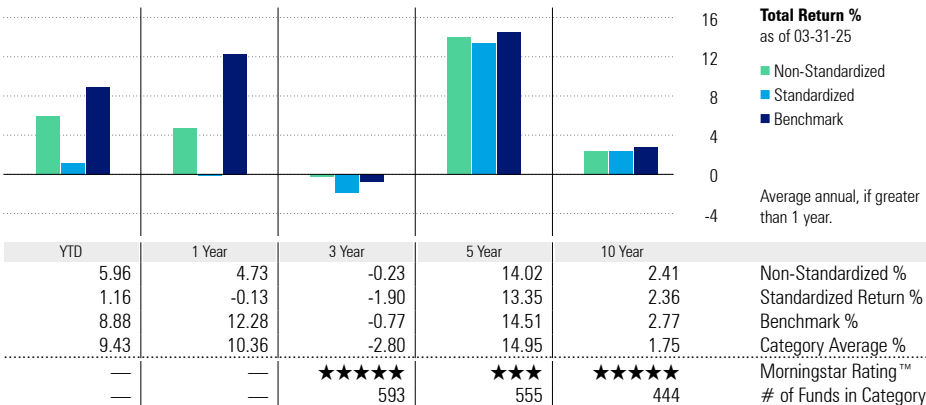 16
12
8
4
0
-4
Total Return %
as of 03-31-25
Non-Standardized
Standardized
Benchmark
Average annual, if greater
than 1 year.
YTD 1 Year 3 Year 5 Year 10 Year
5.96 4.73 -0.23 14.02 2.41 Non-Standardized %
1.16 -0.13 -1.90 13.35 2.36 Standardized Return %
8.88 12.28 -0.77 14.51 2.77 Benchmark %
9.43 10.36 -2.80 14.95 1.75 Category Average %
— — ★★★★★ ★★★ ★★★★★ Morningstar Rating™
— — 593 555 444 # of Funds in Category